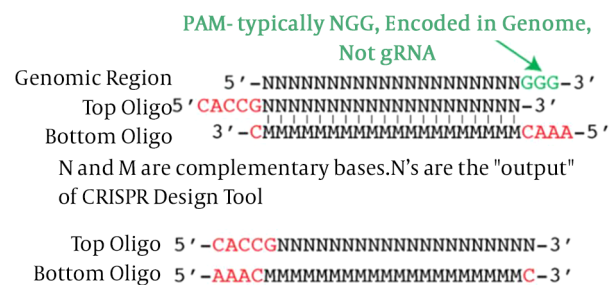 PAM- typically NGG, Encoded in Genome,
Not gRNA
Genomic Region 5'-NNNNNNNNNNNNNNNNNNNNGGG-3'
Top Oligo5'CACCGNNNNNNNNNNNNNNNNNNNN-3'
Bottom Oligo 3'-CMMMMMMMMMMMMMMMMMMMMCAAA-5'
N and M are complementary bases.N's are the "output"
of CRISPR Design Tool
Top Oligo 5'-CACCGNNNNNNNNNNNNNNNNNNNN-3'
Bottom Oligo 5'-AAACMMMMMMMMMMMMMMMMMMMMC-3'